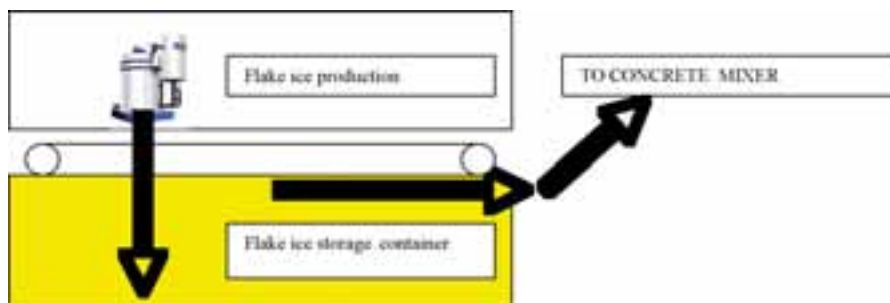 Flake ice production
TO CONCRETE MIXER
Flake ice storage container